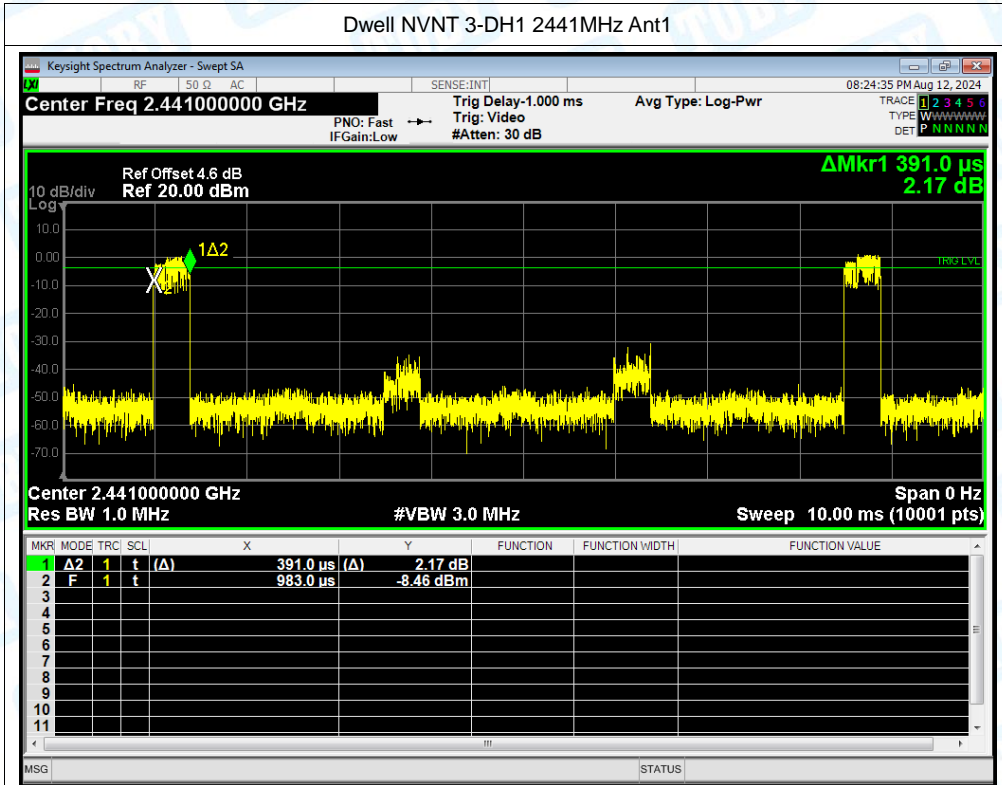 Dwell NVNT 3-DH1 2441MHz Ant1
Keysight Spectrum Analyzer - Swept SA
LXI RF 50 Ω AC SENSE:INT 08:24:35 PM Aug 12, 2024
Center Freq 2.441000000 GHz Trig Delay-1.000 ms Avg Type: Log-Pwr TRACE 1 2 3 4 5 6
PNO: Fast Trig: Video TYPE WWWWWW
IFGain:Low #Atten: 30 dB DET P N N N N N
ΔMkr1 391.0 µs
2.17 dB
Ref Offset 4.6 dB
10 dB/div Ref 20.00 dBm
Log
10.0
0.00
-10.0
-20.0
-30.0
-40.0
-50.0
-60.0
-70.0
1Δ2
X2
TRIG LVL
Center 2.441000000 GHz Span 0 Hz
Res BW 1.0 MHz #VBW 3.0 MHz Sweep 10.00 ms (10001 pts)
MKR MODE TRC SCL X Y FUNCTION FUNCTION WIDTH FUNCTION VALUE
1 Δ2 1 t (Δ) 391.0 µs (Δ) 2.17 dB
2 F 1 t 983.0 µs -8.46 dBm
3
4
5
6
7
8
9
10
11
MSG STATUS